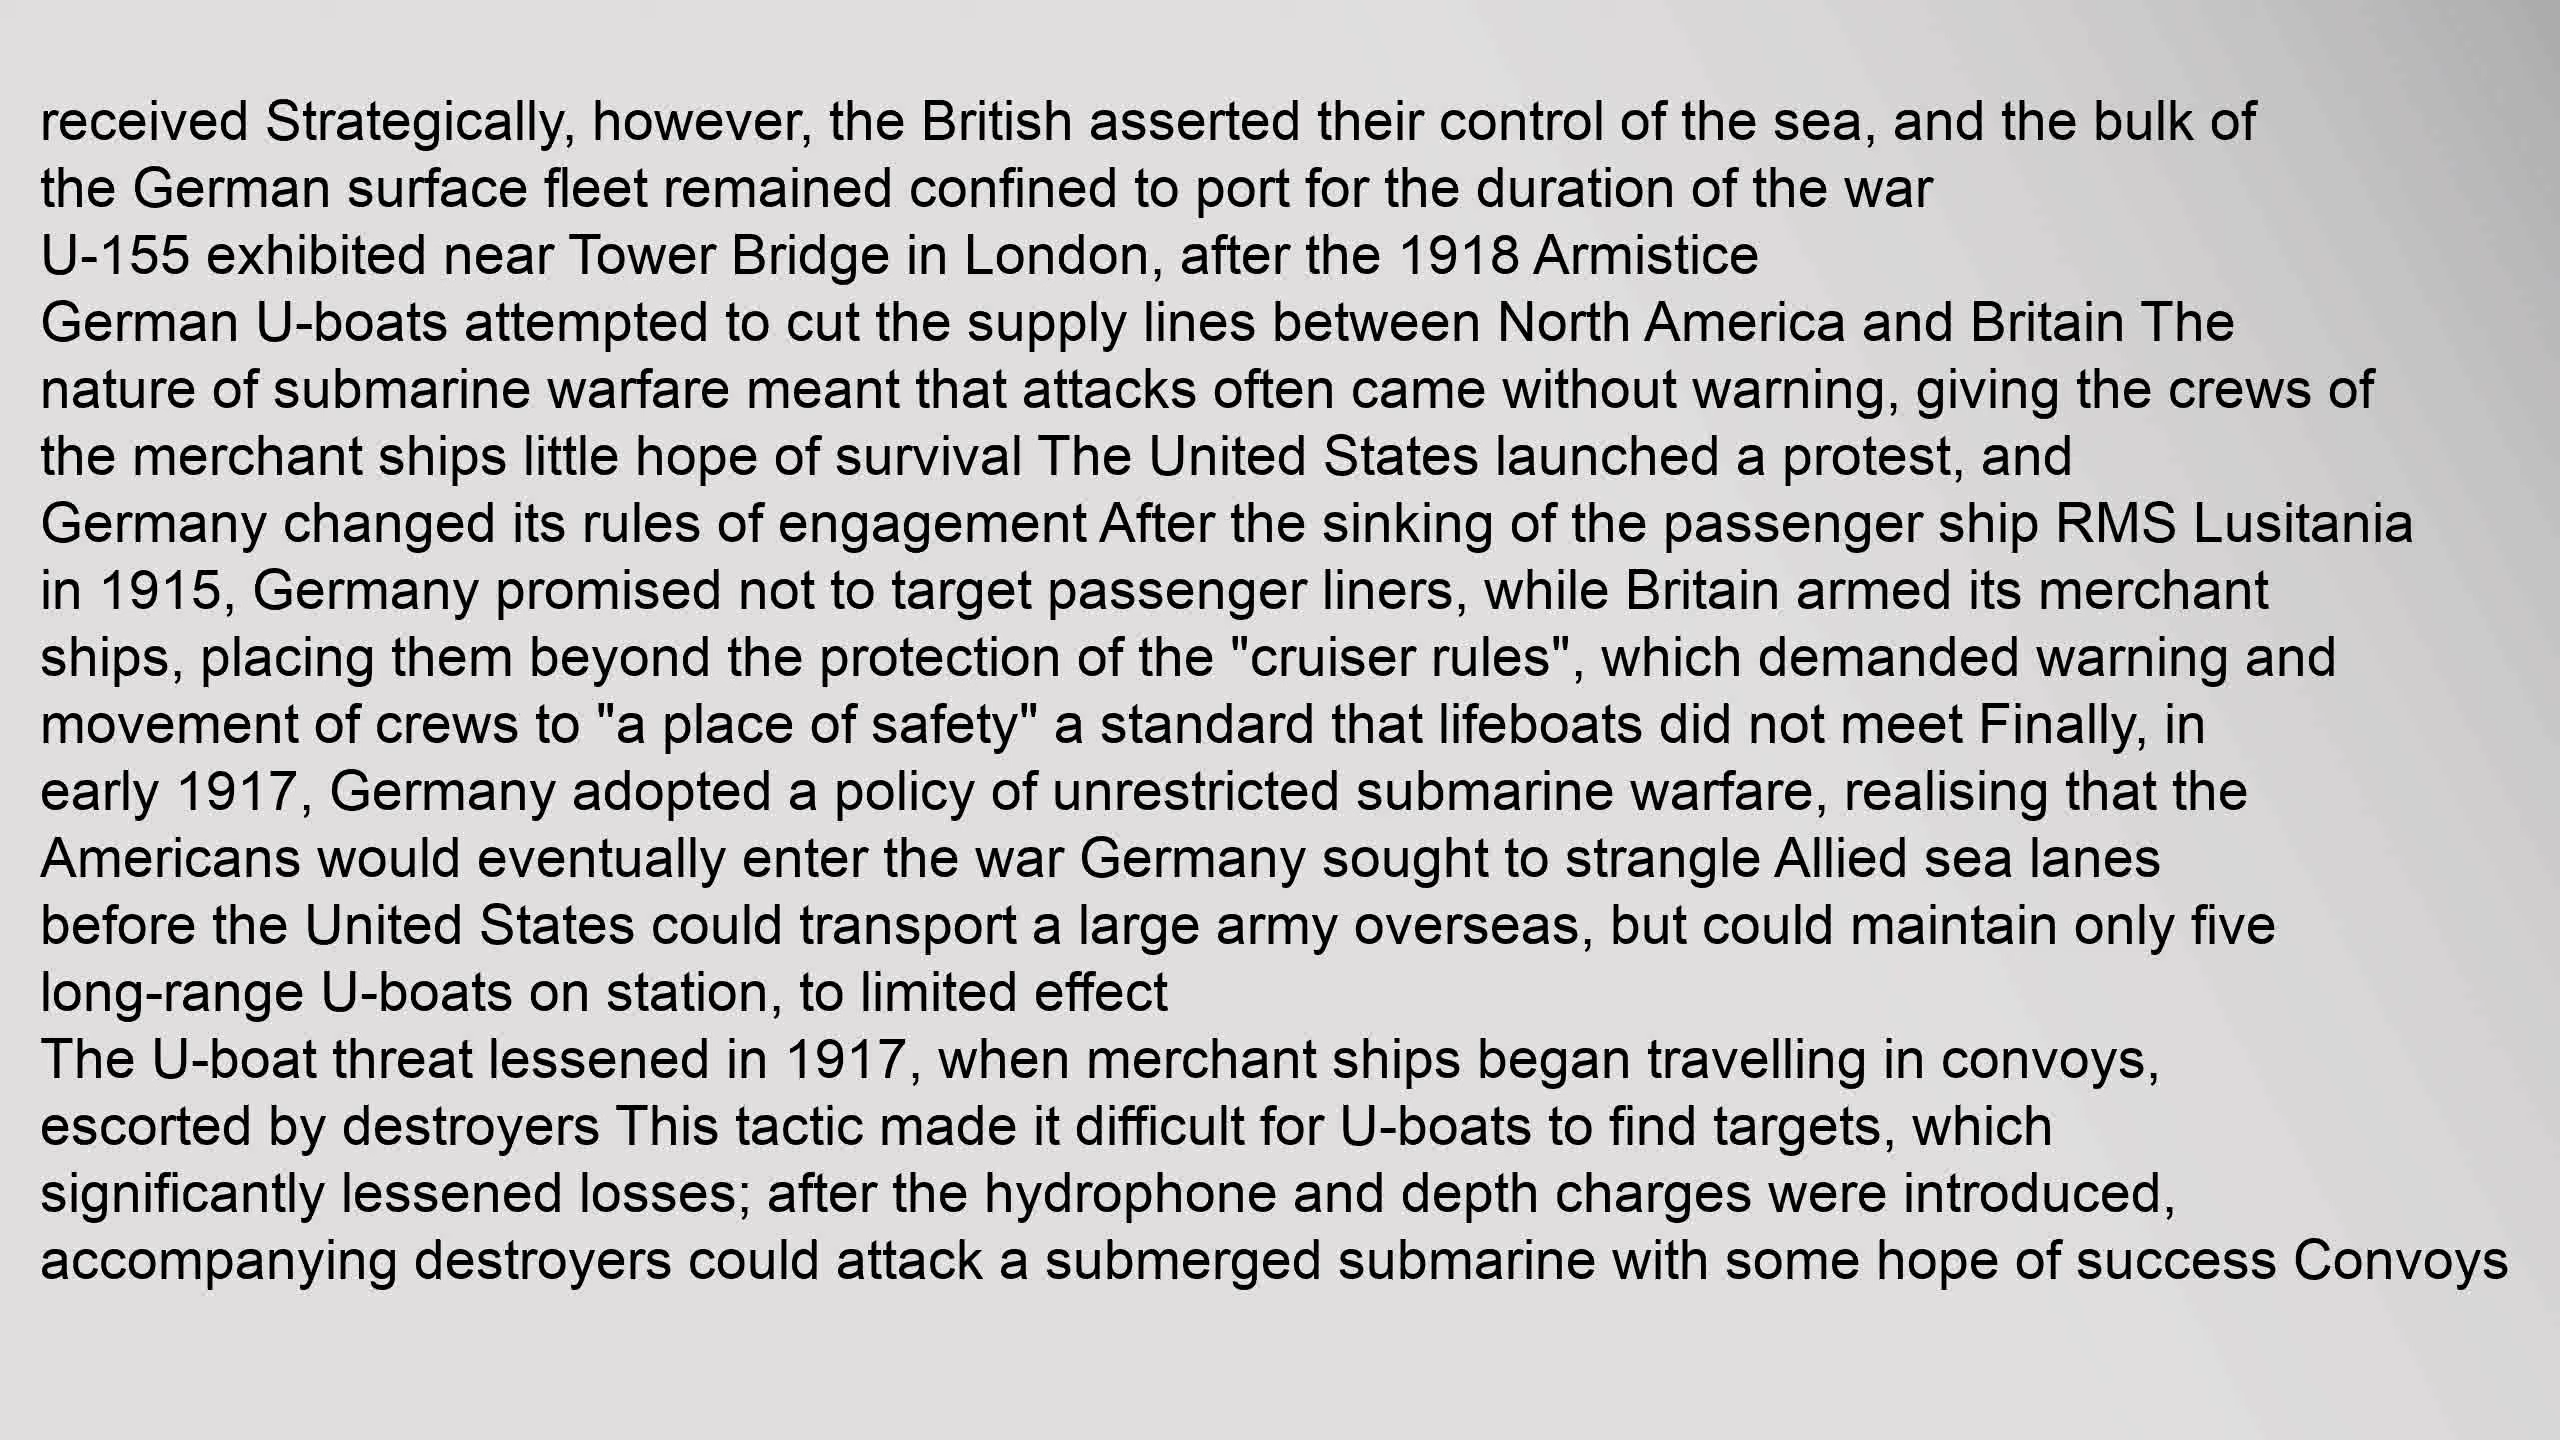 received Strategically, however, the British asserted their control of the sea, and the bulk of
the German surface fleet remained confined to port for the duration of the war
U-155 exhibited near Tower Bridge in London, after the 1918 Armistice
German U-boats attempted to cut the supply lines between North America and Britain The
nature of submarine warfare meant that attacks often came without warning, giving the crews of
the merchant ships little hope of survival The United States launched a protest, and
Germany changed its rules of engagement After the sinking of the passenger ship RMS Lusitania
in 1915, Germany promised not to target passenger liners, while Britain armed its merchant
ships, placing them beyond the protection of the "cruiser rules", which demanded warning and
movement of crews to "a place of safety" a standard that lifeboats did not meet Finally, in
early 1917, Germany adopted a policy of unrestricted submarine warfare, realising that the
Americans would eventually enter the war Germany sought to strangle Allied sea lanes
before the United States could transport a large army overseas, but could maintain only five
long-range U-boats on station, to limited effect
The U-boat threat lessened in 1917, when merchant ships began travelling in convoys,
escorted by destroyers This tactic made it difficult for U-boats to find targets, which
significantly lessened losses; after the hydrophone and depth charges were introduced,
accompanying destroyers could attack a submerged submarine with some hope of success Convoys